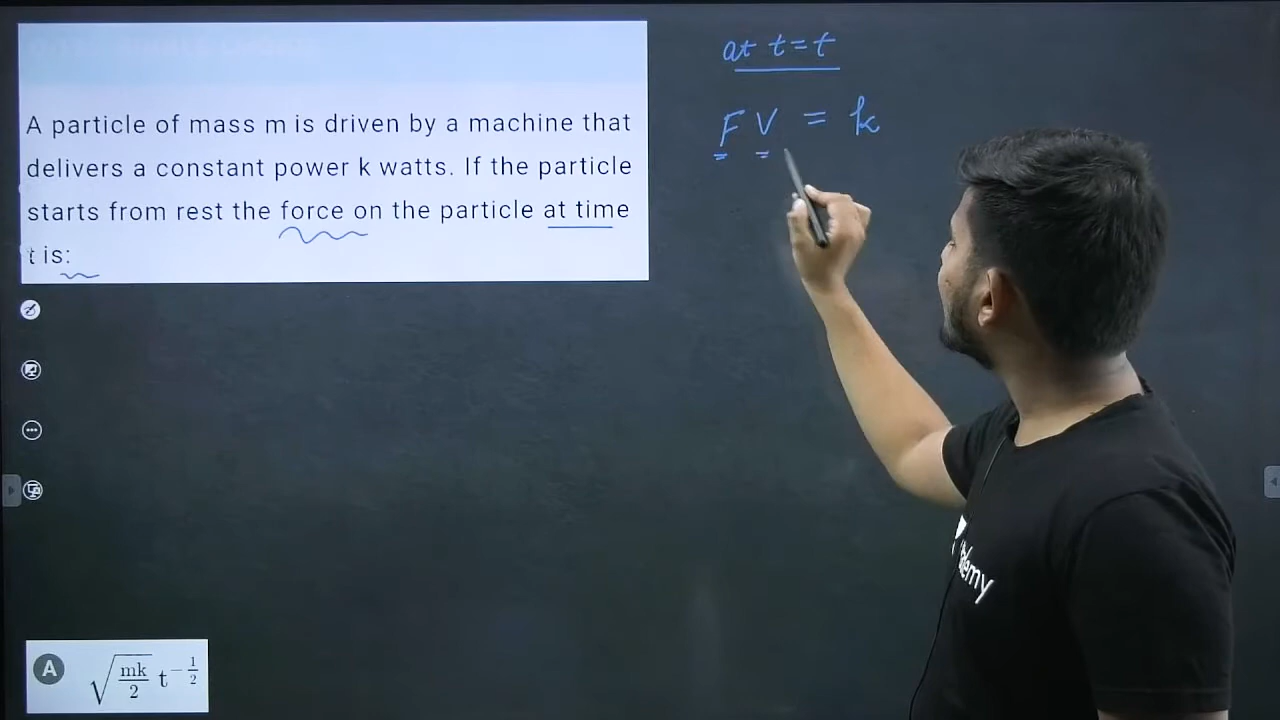 A particle of mass m is driven by a machine that
delivers a constant power k watts. If the particle
starts from rest the force on the particle at time
t is:
at t=t
F V = k
A √(mk/2) t^(-1/2)
demy